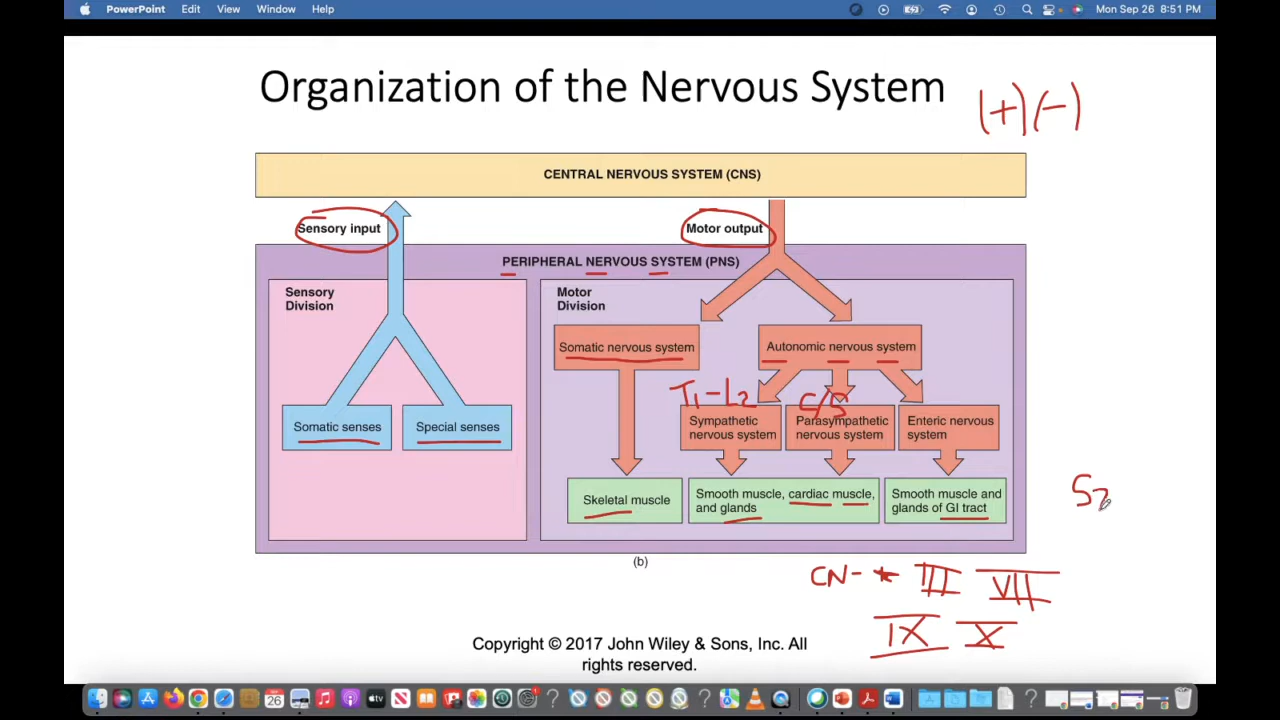 PowerPoint Edit View Window Help Mon Sep 26 8:51 PM
Organization of the Nervous System
(+)(-)
CENTRAL NERVOUS SYSTEM (CNS)
Sensory input
Motor output
PERIPHERAL NERVOUS SYSTEM (PNS)
Sensory
Division
Motor
Division
Somatic nervous system
Autonomic nervous system
T1-L2
C/S
Somatic senses
Special senses
Sympathetic
nervous system
Parasympathetic
nervous system
Enteric nervous
system
Skeletal muscle
Smooth muscle, cardiac muscle,
and glands
Smooth muscle and
glands of GI tract
S2
(b)
CN- * III VII
IX X
Copyright © 2017 John Wiley & Sons, Inc. All
rights reserved.